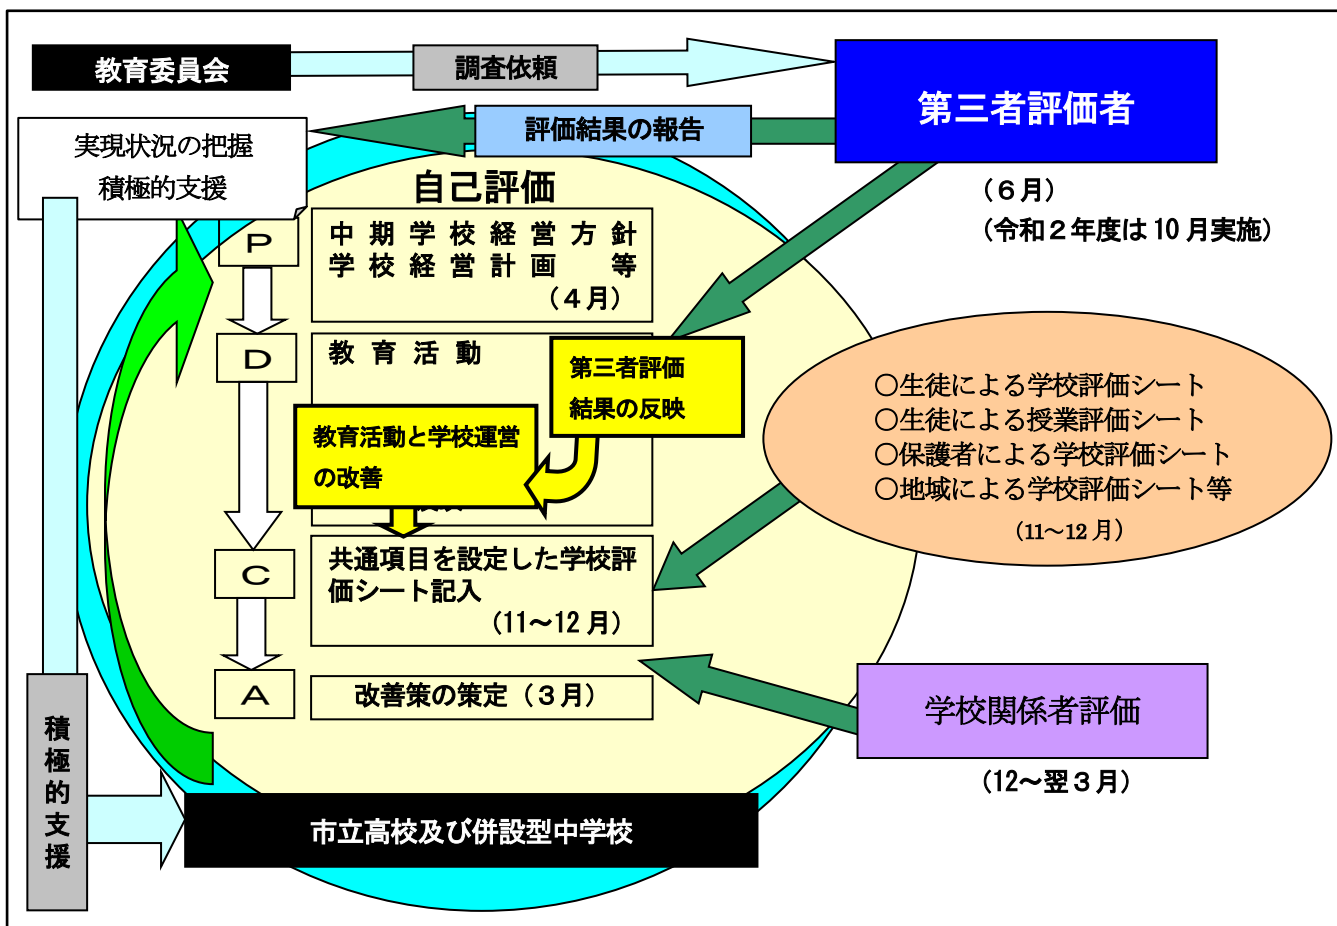 教育委員会
調査依頼
第三者評価者
評価結果の報告
実現状況の把握
積極的支援
(６月)
(令和２年度は 10 月実施)
自己評価
P
中期学校経営方針
学校経営計画　等
(４月)
D
教育活動
第三者評価
結果の反映
教育活動と学校運営
の改善
○生徒による学校評価シート
○生徒による授業評価シート
○保護者による学校評価シート
○地域による学校評価シート等
(11～12 月)
C
共通項目を設定した学校評
価シート記入
(11～12 月)
A
改善策の策定（３月）
学校関係者評価
(12～翌３月)
積極的支援
市立高校及び併設型中学校